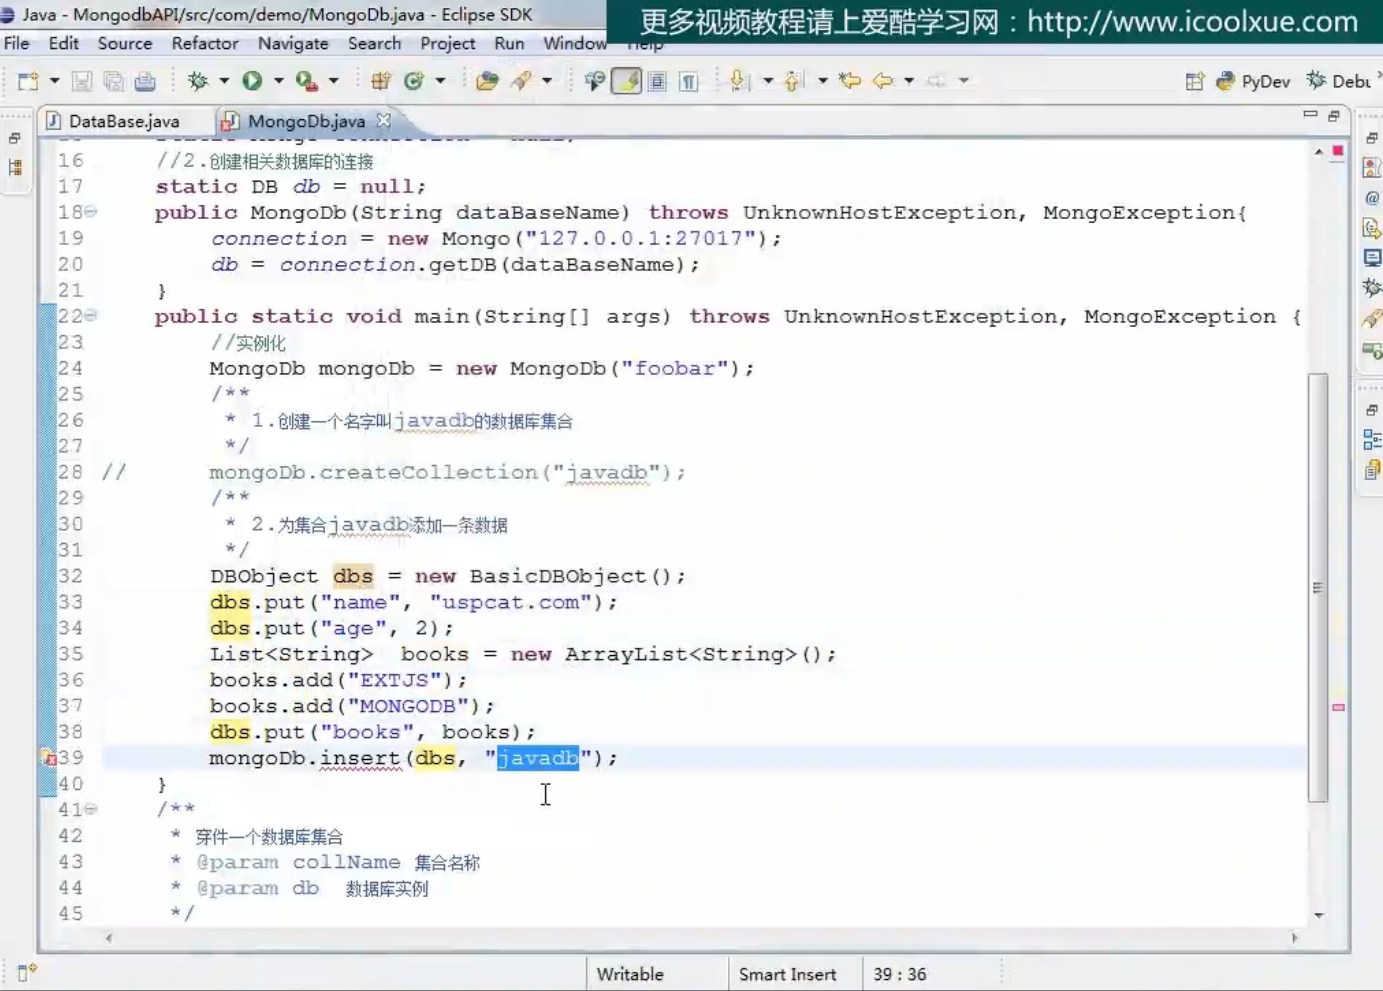 Java - MongodbAPI/src/com/demo/MongoDb.java - Eclipse SDK
更多视频教程请上爱酷学习网：http://www.icoolxue.com
File Edit Source Refactor Navigate Search Project Run Window Help
PyDev Debu
DataBase.java MongoDb.java
16 //2.创建相关数据库的连接
17 static DB db = null;
18 public MongoDb(String dataBaseName) throws UnknownHostException, MongoException{
19 connection = new Mongo("127.0.0.1:27017");
20 db = connection.getDB(dataBaseName);
21 }
22 public static void main(String[] args) throws UnknownHostException, MongoException {
23 //实例化
24 MongoDb mongoDb = new MongoDb("foobar");
25 /**
26 * 1.创建一个名字叫javadb的数据库集合
27 */
28 // mongoDb.createCollection("javadb");
29 /**
30 * 2.为集合javadb添加一条数据
31 */
32 DBObject dbs = new BasicDBObject();
33 dbs.put("name", "uspcat.com");
34 dbs.put("age", 2);
35 List<String> books = new ArrayList<String>();
36 books.add("EXTJS");
37 books.add("MONGODB");
38 dbs.put("books", books);
39 mongoDb.insert(dbs, "javadb");
40 }
41 /**
42 * 穿件一个数据库集合
43 * @param collName 集合名称
44 * @param db 数据库实例
45 */
Writable Smart Insert 39 : 36